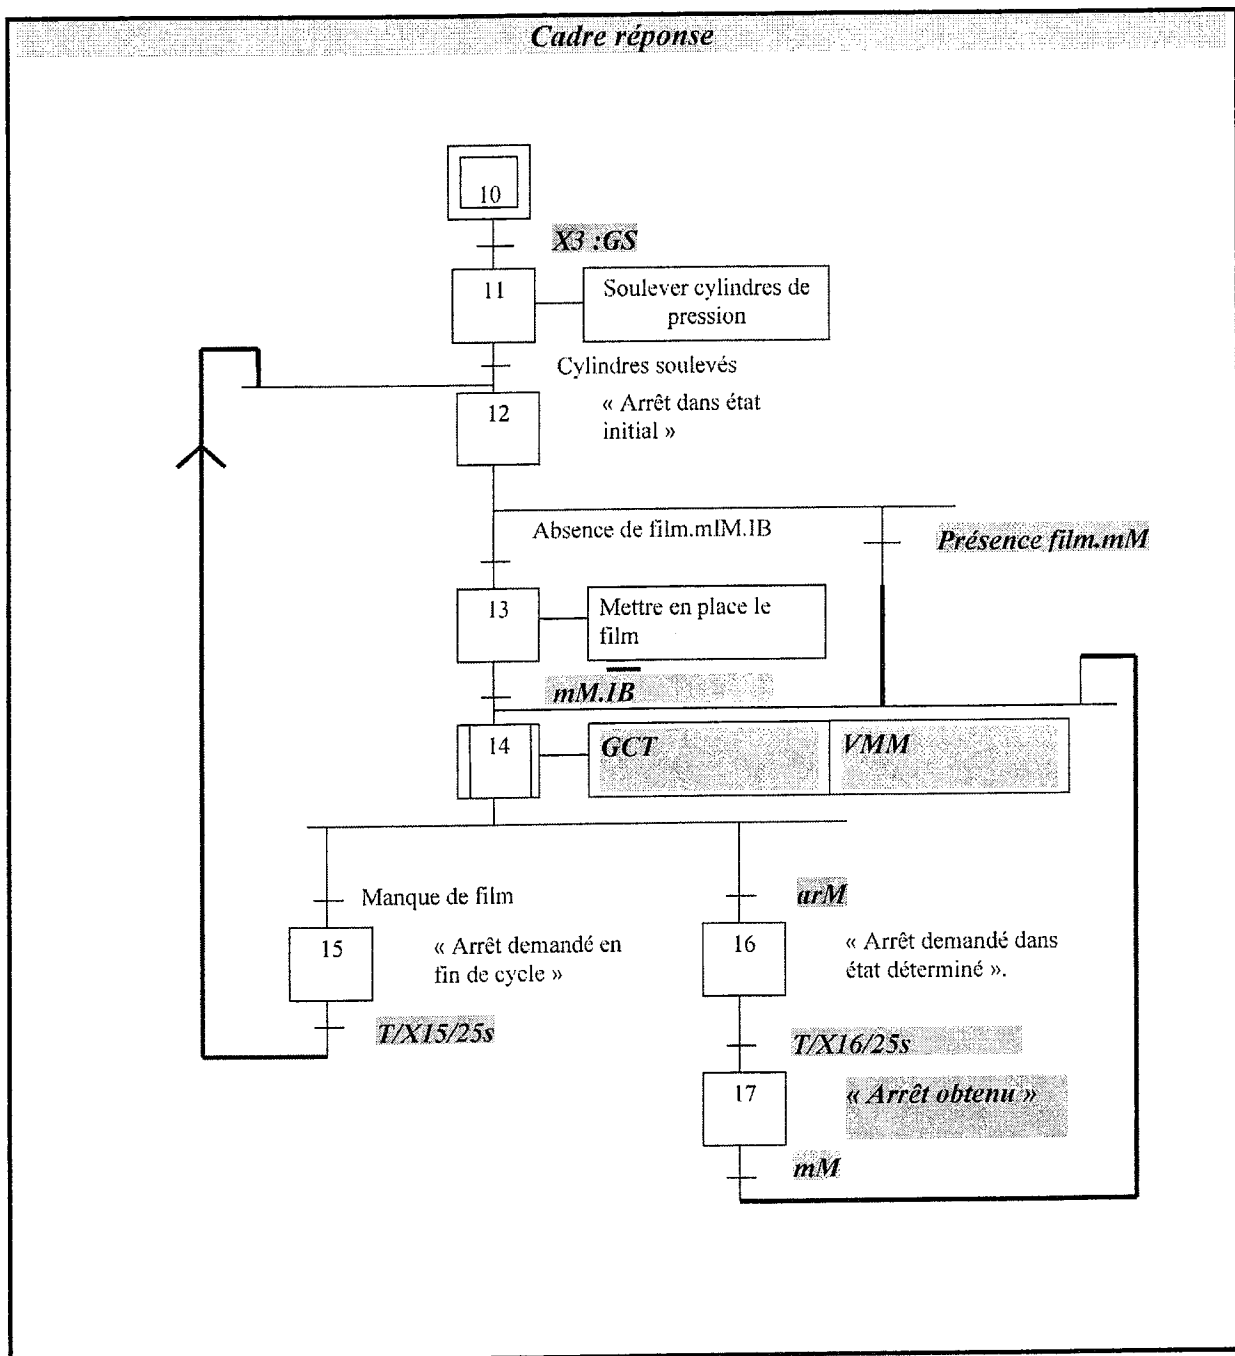 Cadre réponse
10
X3 :GS
11
Soulever cylindres de
pression
Cylindres soulevés
12
« Arrêt dans état
initial »
Absence de film.mIM.IB
Présence film.mM
13
Mettre en place le
film
mM.IB
14
GCT
VMM
Manque de film
arM
15
« Arrêt demandé en
fin de cycle »
16
« Arrêt demandé dans
état déterminé ».
T/X15/25s
T/X16/25s
17
« Arrêt obtenu »
mM